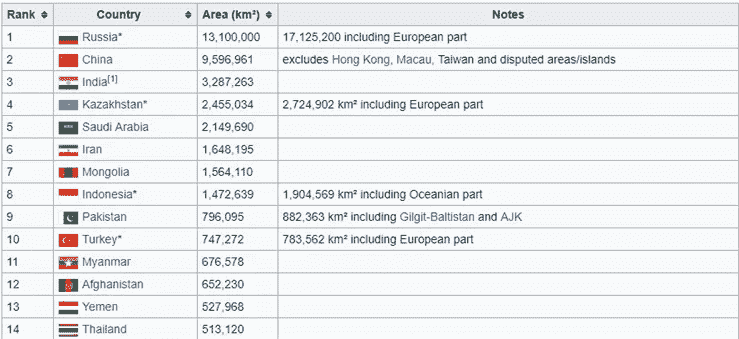 Rank Country Area (km²) Notes
1 Russia* 13,100,000 17,125,200 including European part
2 China 9,596,961 excludes Hong Kong, Macau, Taiwan and disputed areas/islands
3 India[1] 3,287,263
4 Kazakhstan* 2,455,034 2,724,902 km² including European part
5 Saudi Arabia 2,149,690
6 Iran 1,648,195
7 Mongolia 1,564,110
8 Indonesia* 1,472,639 1,904,569 km² including Oceanian part
9 Pakistan 796,095 882,363 km² including Gilgit-Baltistan and AJK
10 Turkey* 747,272 783,562 km² including European part
11 Myanmar 676,578
12 Afghanistan 652,230
13 Yemen 527,968
14 Thailand 513,120